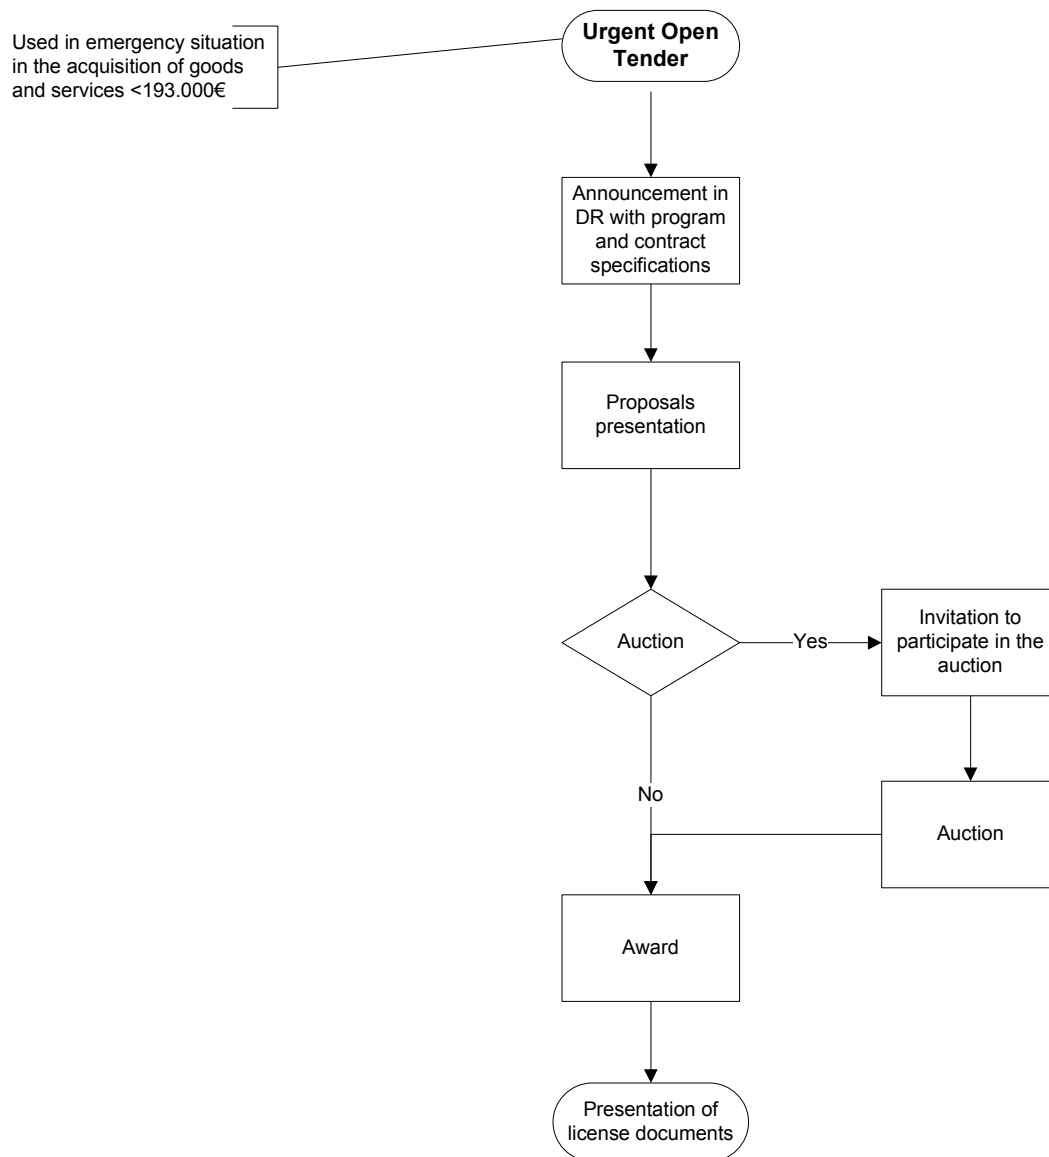 Used in emergency situation
in the acquisition of goods
and services <193.000€
Urgent Open
Tender
Announcement in
DR with program
and contract
specifications
Proposals
presentation
Auction
Yes
Invitation to
participate in the
auction
No
Auction
Award
Presentation of
license documents